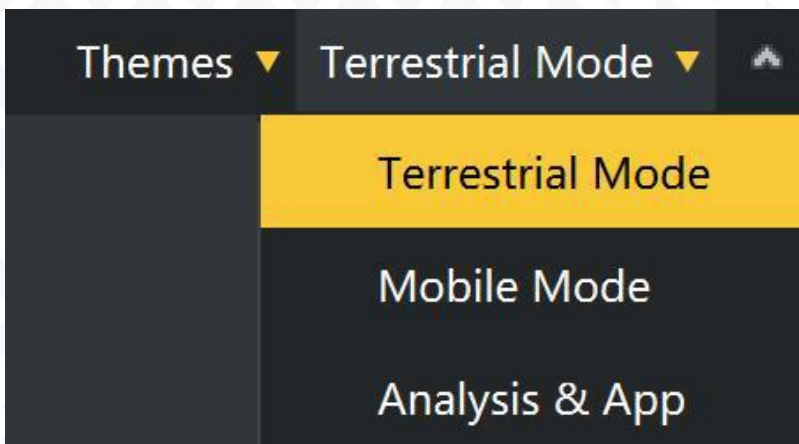 Themes Terrestrial Mode
Terrestrial Mode
Mobile Mode
Analysis & App